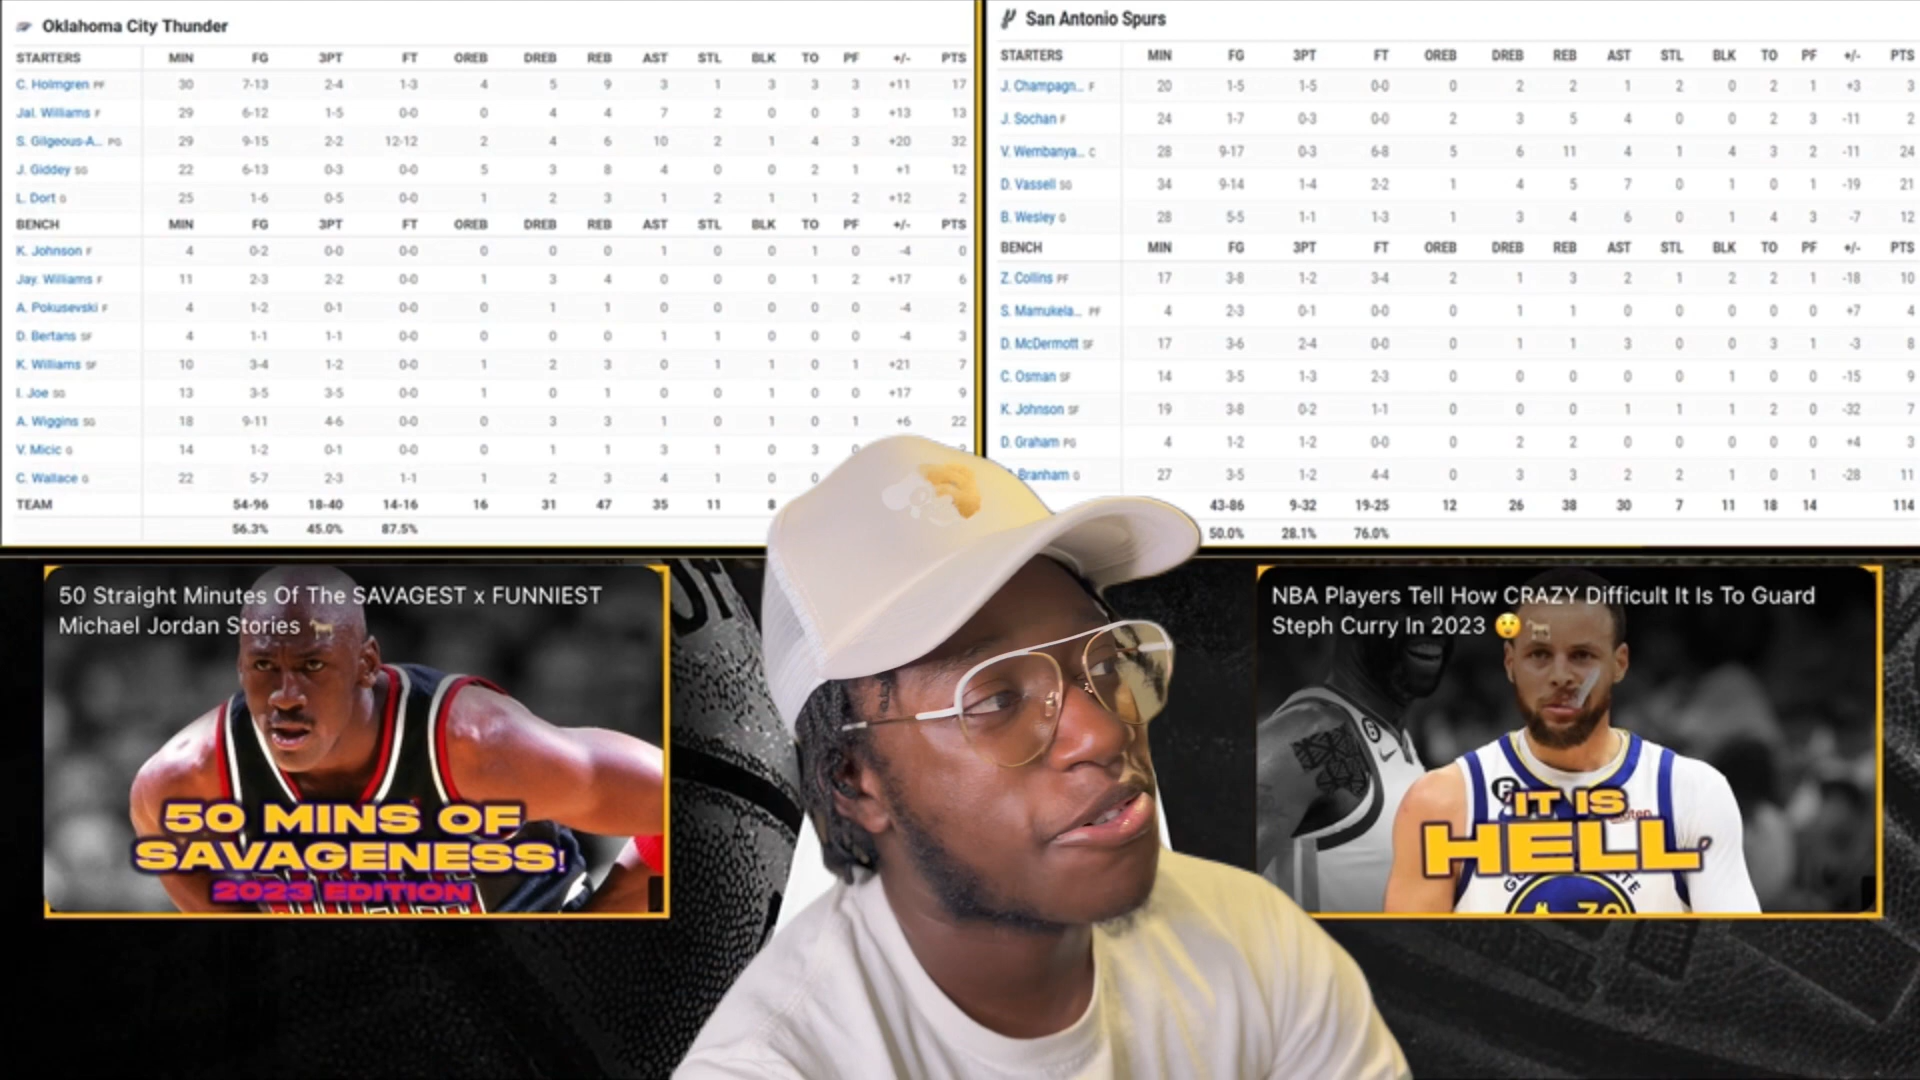 Oklahoma City Thunder
STARTERS MIN FG 3PT FT OREB DREB REB AST STL BLK TO PF +/- PTS
C. Holmgren PF 30 7-13 2-4 1-3 4 5 9 3 1 3 3 3 +11 17
Jal. Williams F 29 6-12 1-5 0-0 0 4 4 7 2 0 0 3 +13 13
S. Gilgeous-A... PG 29 9-15 2-2 12-12 2 4 6 10 2 1 4 3 +20 32
J. Giddey SG 22 6-13 0-3 0-0 5 3 8 4 0 0 2 1 +1 12
L. Dort G 25 1-6 0-5 0-0 1 2 3 1 2 1 1 2 +12 2
BENCH MIN FG 3PT FT OREB DREB REB AST STL BLK TO PF +/- PTS
K. Johnson F 4 0-2 0-0 0-0 0 0 0 1 0 0 1 0 -4 0
Jay. Williams F 11 2-3 2-2 0-0 1 3 4 0 0 0 1 2 +17 6
A. Pokusevski F 4 1-2 0-1 0-0 0 1 1 0 0 0 0 0 -4 2
D. Bertans SF 4 1-1 1-1 0-0 0 0 0 1 1 0 0 0 -4 3
K. Williams SF 10 3-4 1-2 0-0 1 2 3 0 1 1 0 1 +21 7
I. Joe SG 13 3-5 3-5 0-0 1 0 1 0 0 1 0 0 +17 9
A. Wiggins SG 18 9-11 4-6 0-0 0 3 3 1 0 1 0 1 +6 22
V. Micic G 14 1-2 0-1 0-0 0 1 1 3 1 0 3
C. Wallace G 22 5-7 2-3 1-1 1 2 3 4 1 0 0
TEAM 54-96 18-40 14-16 16 31 47 35 11 8
56.3% 45.0% 87.5%
San Antonio Spurs
STARTERS MIN FG 3PT FT OREB DREB REB AST STL BLK TO PF +/- PTS
J. Champagn... F 20 1-5 1-5 0-0 0 2 2 1 2 0 2 1 +3 3
J. Sochan F 24 1-7 0-3 0-0 2 3 5 4 0 0 2 3 -11 2
V. Wembanya... C 28 9-17 0-3 6-8 5 6 11 4 1 4 3 2 -11 24
D. Vassell SG 34 9-14 1-4 2-2 1 4 5 7 0 1 0 1 -19 21
B. Wesley G 28 5-5 1-1 1-3 1 3 4 6 0 1 4 3 -7 12
BENCH MIN FG 3PT FT OREB DREB REB AST STL BLK TO PF +/- PTS
Z. Collins PF 17 3-8 1-2 3-4 2 1 3 2 1 2 2 1 -18 10
S. Mamukela... PF 4 2-3 0-1 0-0 0 1 1 0 0 0 0 0 +7 4
D. McDermott SF 17 3-6 2-4 0-0 0 1 1 3 0 0 3 1 -3 8
C. Osman SF 14 3-5 1-3 2-3 0 0 0 0 0 1 0 0 -15 9
K. Johnson SF 19 3-8 0-2 1-1 0 0 0 1 1 1 2 0 -32 7
D. Graham PG 4 1-2 1-2 0-0 0 2 2 0 0 0 0 0 +4 3
Branham G 27 3-5 1-2 4-4 0 3 3 2 2 1 0 1 -28 11
43-86 9-32 19-25 12 26 38 30 7 11 18 14 114
50.0% 28.1% 76.0%
50 Straight Minutes Of The SAVAGEST x FUNNIEST
Michael Jordan Stories 🐐
50 MINS OF
SAVAGENESS!
2023 EDITION
NBA Players Tell How CRAZY Difficult It Is To Guard
Steph Curry In 2023 😲 🐐
IT IS
HELL